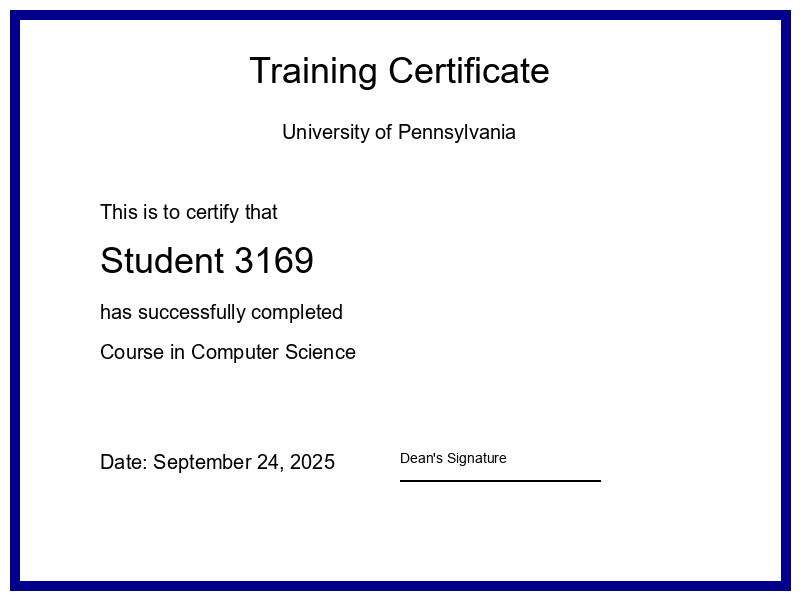 Training Certificate
University of Pennsylvania
This is to certify that
Student 3169
has successfully completed
Course in Computer Science
Date: September 24, 2025
Dean's Signature